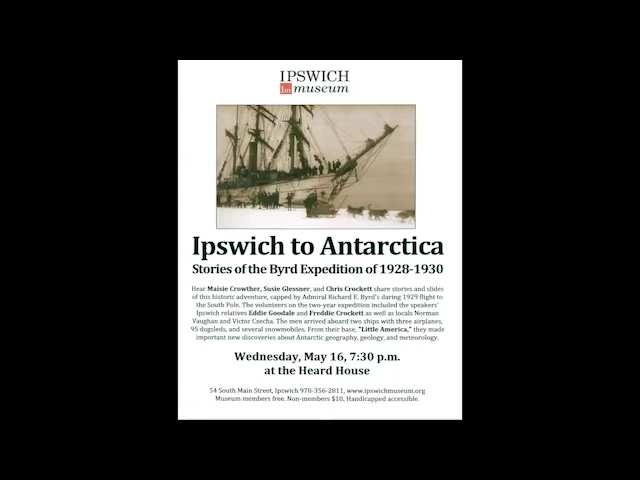 IPSWICH
museum
Ipswich to Antarctica
Stories of the Byrd Expedition of 1928-1930
Hear Maisie Crowther, Susie Glessner, and Chris Crockett share stories and slides
of this historic adventure, capped by Admiral Richard E. Byrd's daring 1929 flight to
the South Pole. The volunteers on the two-year expedition included the speakers'
Ipswich relatives Eddie Goodale and Freddie Crockett as well as locals Norman
Vaughan and Victor Czecha. The men arrived aboard two ships with three airplanes,
95 dogsleds, and several snowmobiles. From their base, "Little America," they made
important new discoveries about Antarctic geography, geology, and meteorology.
Wednesday, May 16, 7:30 p.m.
at the Heard House
54 South Main Street, Ipswich 978-356-2811, www.ipswichmuseum.org
Museum members free. Non-members $10. Handicapped accessible.